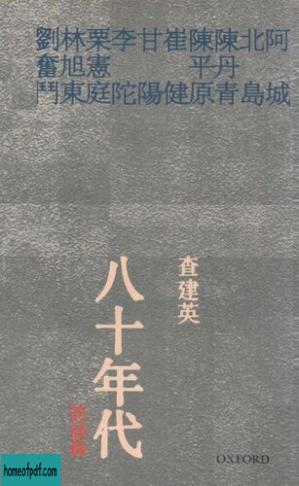 阿城
北島
陳丹青
陳平原
崔健
甘陽
李陀
栗憲庭
林旭東
劉奮鬥
查建英
八十年代
訪談錄
OXFORD
homeofpdf.com